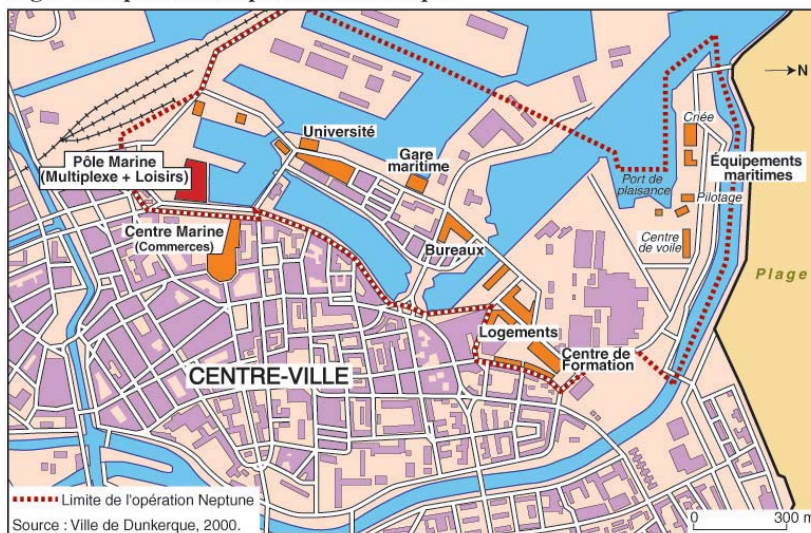 N
Université
Pôle Marine
(Multiplexe + Loisirs)
Gare
maritime
Criée
Équipements
maritimes
Port de
plaisance
Pilotage
Centre Marine
(Commerces)
Bureaux
Centre
de voile
Plage
Logements
Centre de
Formation
CENTRE-VILLE
Limite de l'opération Neptune
Source : Ville de Dunkerque, 2000.
0 300 m